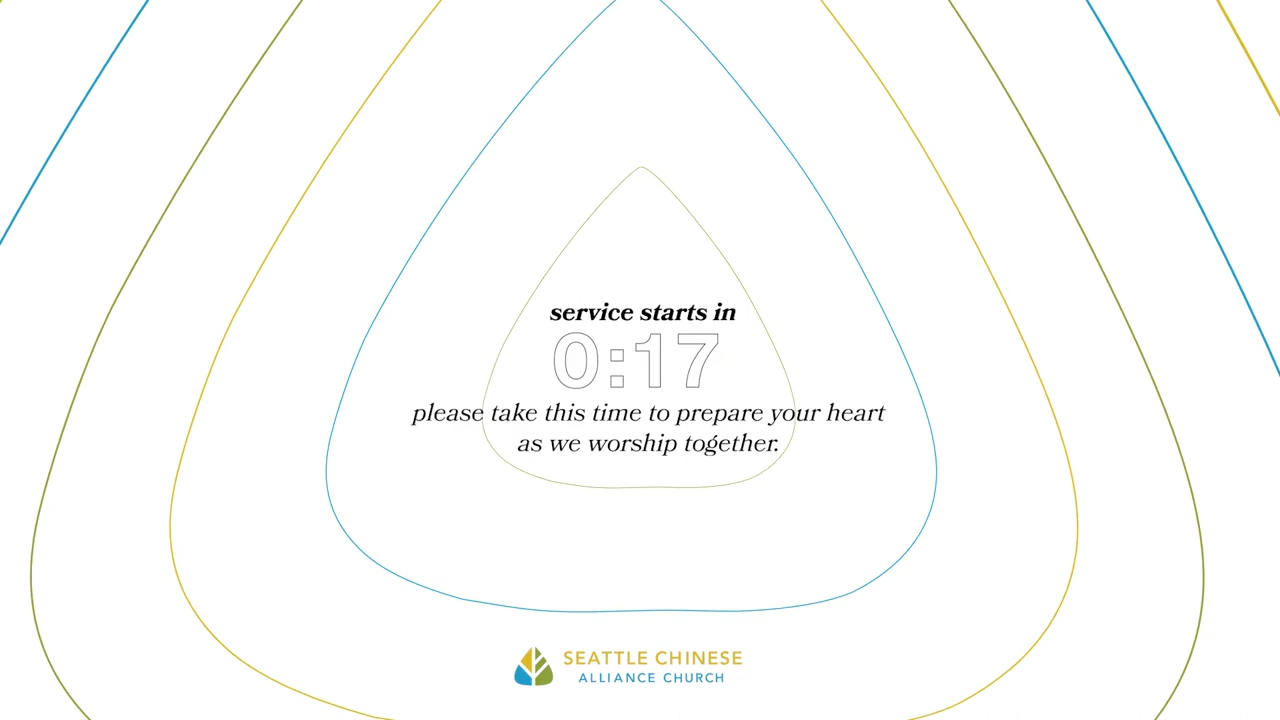 service starts in
0:17
please take this time to prepare your heart
as we worship together.
SEATTLE CHINESE
ALLIANCE CHURCH